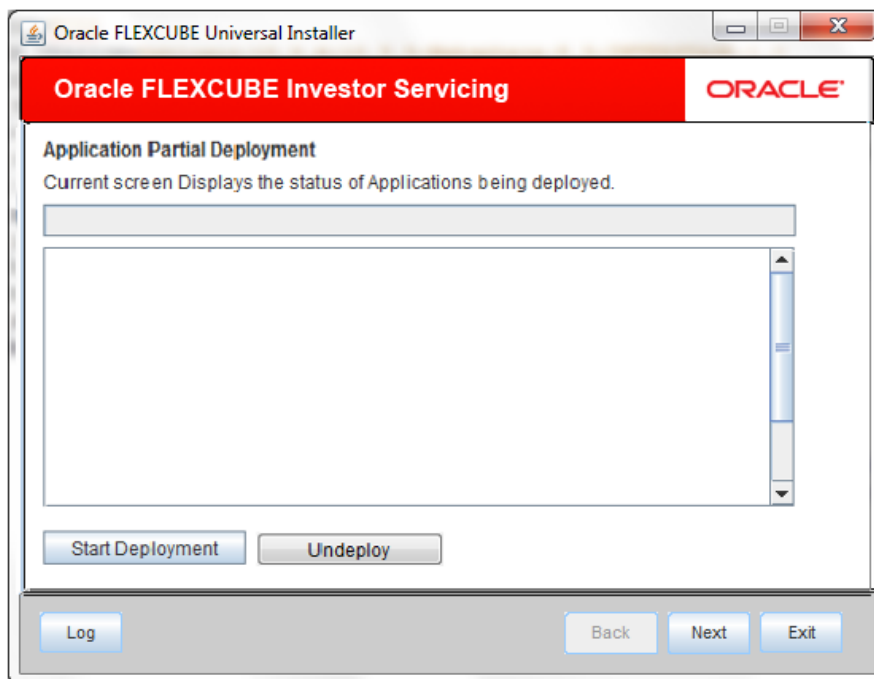 Oracle FLEXCUBE Universal Installer
Oracle FLEXCUBE Investor Servicing
ORACLE
Application Partial Deployment
Current screen Displays the status of Applications being deployed.
Start Deployment
Undeploy
Log
Back
Next
Exit